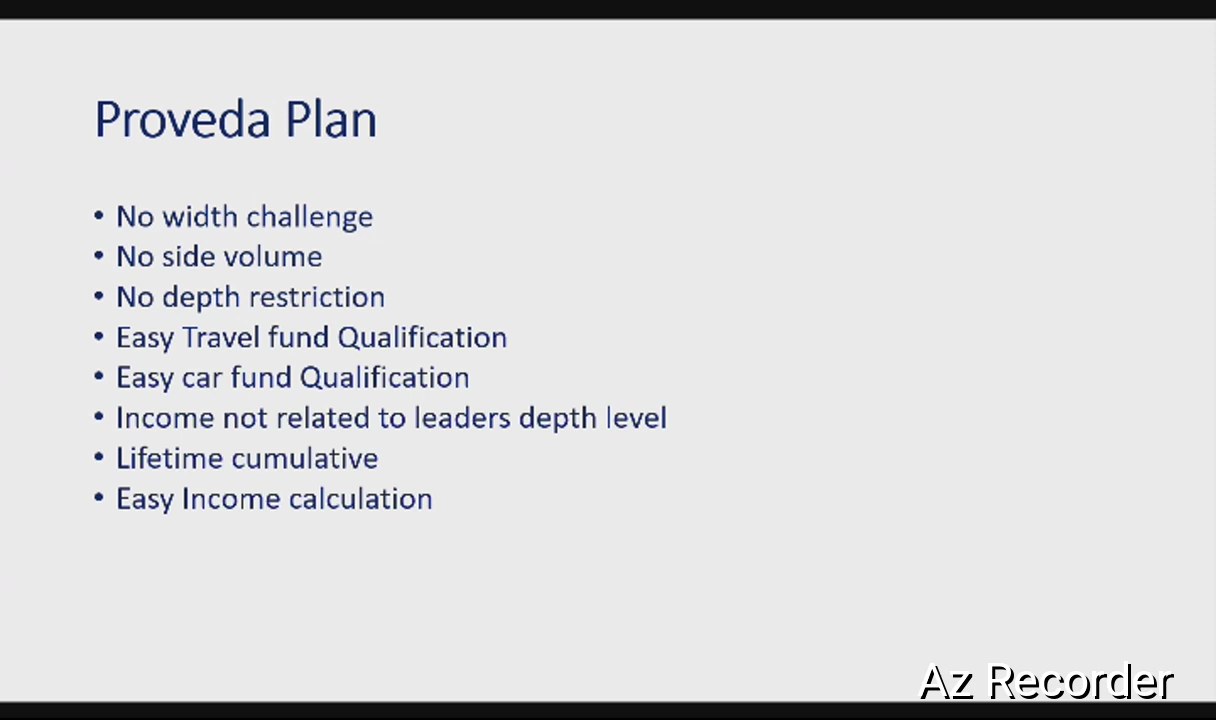 Proveda Plan
• No width challenge
• No side volume
• No depth restriction
• Easy Travel fund Qualification
• Easy car fund Qualification
• Income not related to leaders depth level
• Lifetime cumulative
• Easy Income calculation
Az Recorder